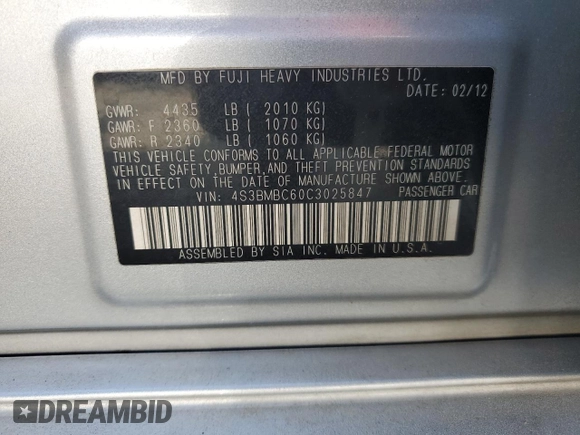 MFD BY FUJI HEAVY INDUSTRIES LTD.
DATE: 02/12
GVWR: 4435 LB ( 2010 KG)
GAWR: F 2360 LB ( 1070 KG)
GAWR: R 2340 LB ( 1060 KG)
THIS VEHICLE CONFORMS TO ALL APPLICABLE FEDERAL MOTOR
VEHICLE SAFETY,BUMPER,AND THEFT PREVENTION STANDARDS
IN EFFECT ON THE DATE OF MANUFACTURE SHOWN ABOVE.
VIN: 4S3BMBC60C3025847 PASSENGER CAR
ASSEMBLED BY SIA INC. MADE IN U.S.A.
DREAMBID